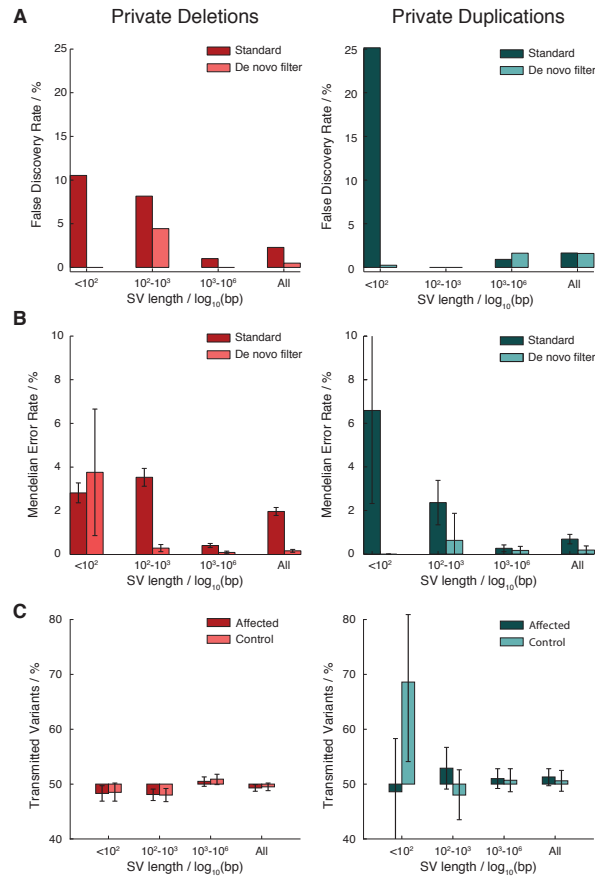 A
Private Deletions
Private Duplications
25
20
15
10
5
0
False Discovery Rate / %
Standard
De novo filter
<10²
10²-10³
10³-10⁶
All
SV length / log₁₀(bp)
25
20
15
10
5
0
False Discovery Rate / %
Standard
De novo filter
<10²
10²-10³
10³-10⁶
All
SV length / log₁₀(bp)
B
10
8
6
4
2
0
Mendelian Error Rate / %
Standard
De novo filter
<10²
10²-10³
10³-10⁶
All
SV length / log₁₀(bp)
10
8
6
4
2
0
Mendelian Error Rate / %
Standard
De novo filter
<10²
10²-10³
10³-10⁶
All
SV length / log₁₀(bp)
C
80
70
60
50
40
Transmitted Variants / %
Affected
Control
<10²
10²-10³
10³-10⁶
All
SV length / log₁₀(bp)
80
70
60
50
40
Transmitted Variants / %
Affected
Control
<10²
10²-10³
10³-10⁶
All
SV length / log₁₀(bp)